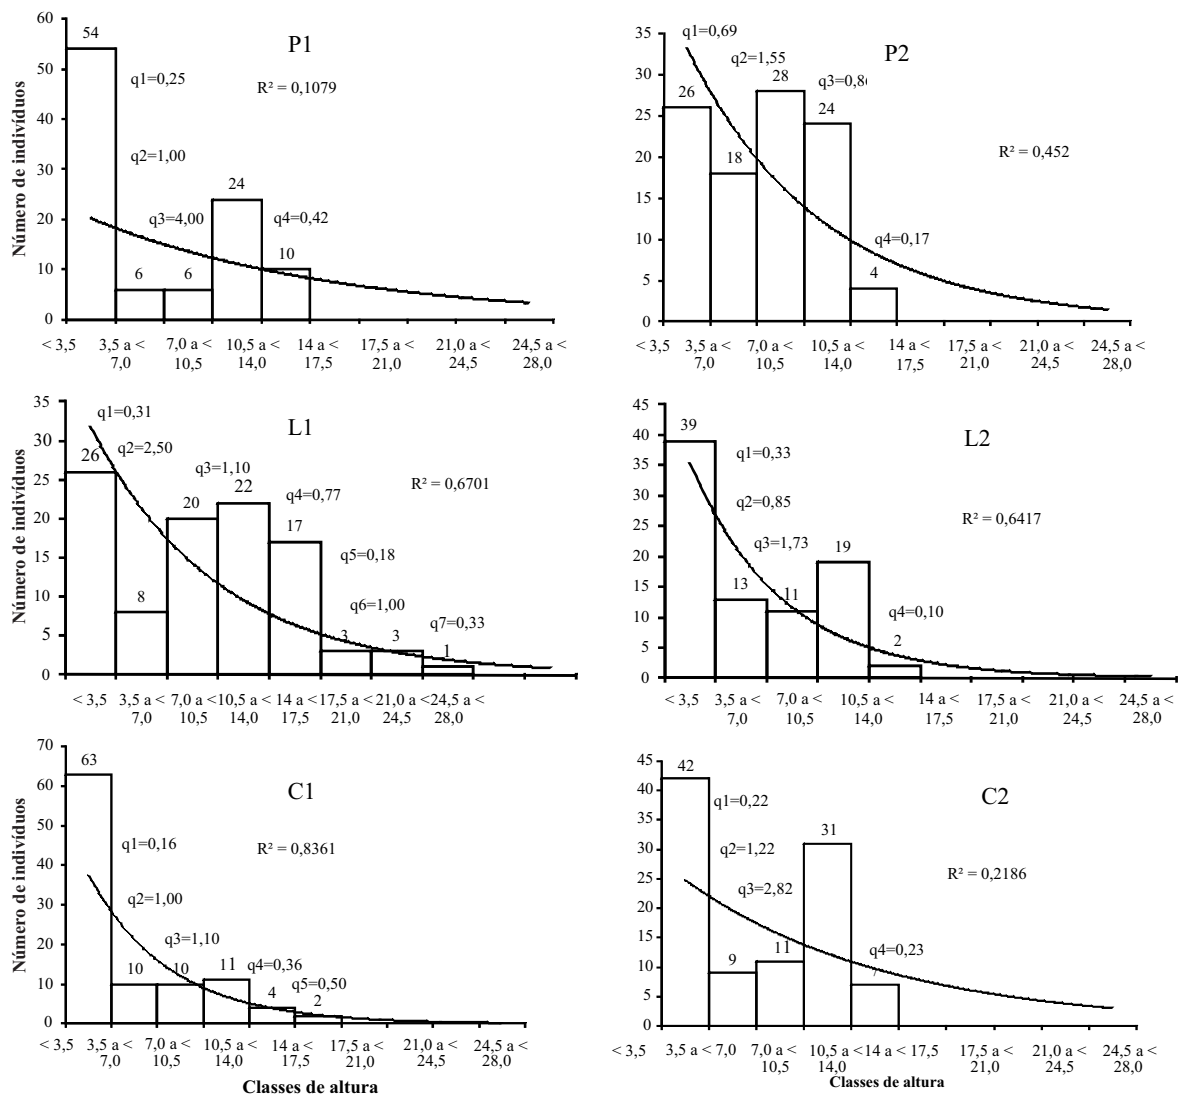 P1
Número de indivíduos
60
50
40
30
20
10
0
54
6
6
24
10
q1=0,25
q2=1,00
q3=4,00
q4=0,42
R² = 0,1079
< 3,5
3,5 a < 7,0
7,0 a < 10,5
10,5 a < 14,0
14 a < 17,5
17,5 a < 21,0
21,0 a < 24,5
24,5 a < 28,0
P2
35
30
25
20
15
10
5
0
26
18
28
24
4
q1=0,69
q2=1,55
q3=0,8
q4=0,17
R² = 0,452
< 3,5
3,5 a < 7,0
7,0 a < 10,5
10,5 a < 14,0
14 a < 17,5
17,5 a < 21,0
21,0 a < 24,5
24,5 a < 28,0
L1
Número de indivíduos
35
30
25
20
15
10
5
0
26
8
20
22
17
3
3
1
q1=0,31
q2=2,50
q3=1,10
q4=0,77
q5=0,18
q6=1,00
q7=0,33
R² = 0,6701
< 3,5
3,5 a < 7,0
7,0 a < 10,5
10,5 a < 14,0
14 a < 17,5
17,5 a < 21,0
21,0 a < 24,5
24,5 a < 28,0
L2
45
40
35
30
25
20
15
10
5
0
39
13
11
19
2
q1=0,33
q2=0,85
q3=1,73
q4=0,10
R² = 0,6417
< 3,5
3,5 a < 7,0
7,0 a < 10,5
10,5 a < 14,0
14 a < 17,5
17,5 a < 21,0
21,0 a < 24,5
24,5 a < 28,0
C1
Número de indivíduos
70
60
50
40
30
20
10
0
63
10
10
11
4
2
q1=0,16
q2=1,00
q3=1,10
q4=0,36
q5=0,50
R² = 0,8361
< 3,5
3,5 a < 7,0
7,0 a < 10,5
10,5 a < 14,0
14 a < 17,5
17,5 a < 21,0
21,0 a < 24,5
24,5 a < 28,0
Classes de altura
C2
45
40
35
30
25
20
15
10
5
0
42
9
11
31
7
q1=0,22
q2=1,22
q3=2,82
q4=0,23
R² = 0,2186
< 3,5
3,5 a < 7,0
7,0 a < 10,5
10,5 a < 14,0
14 a < 17,5
17,5 a < 21,0
21,0 a < 24,5
24,5 a < 28,0
Classes de altura